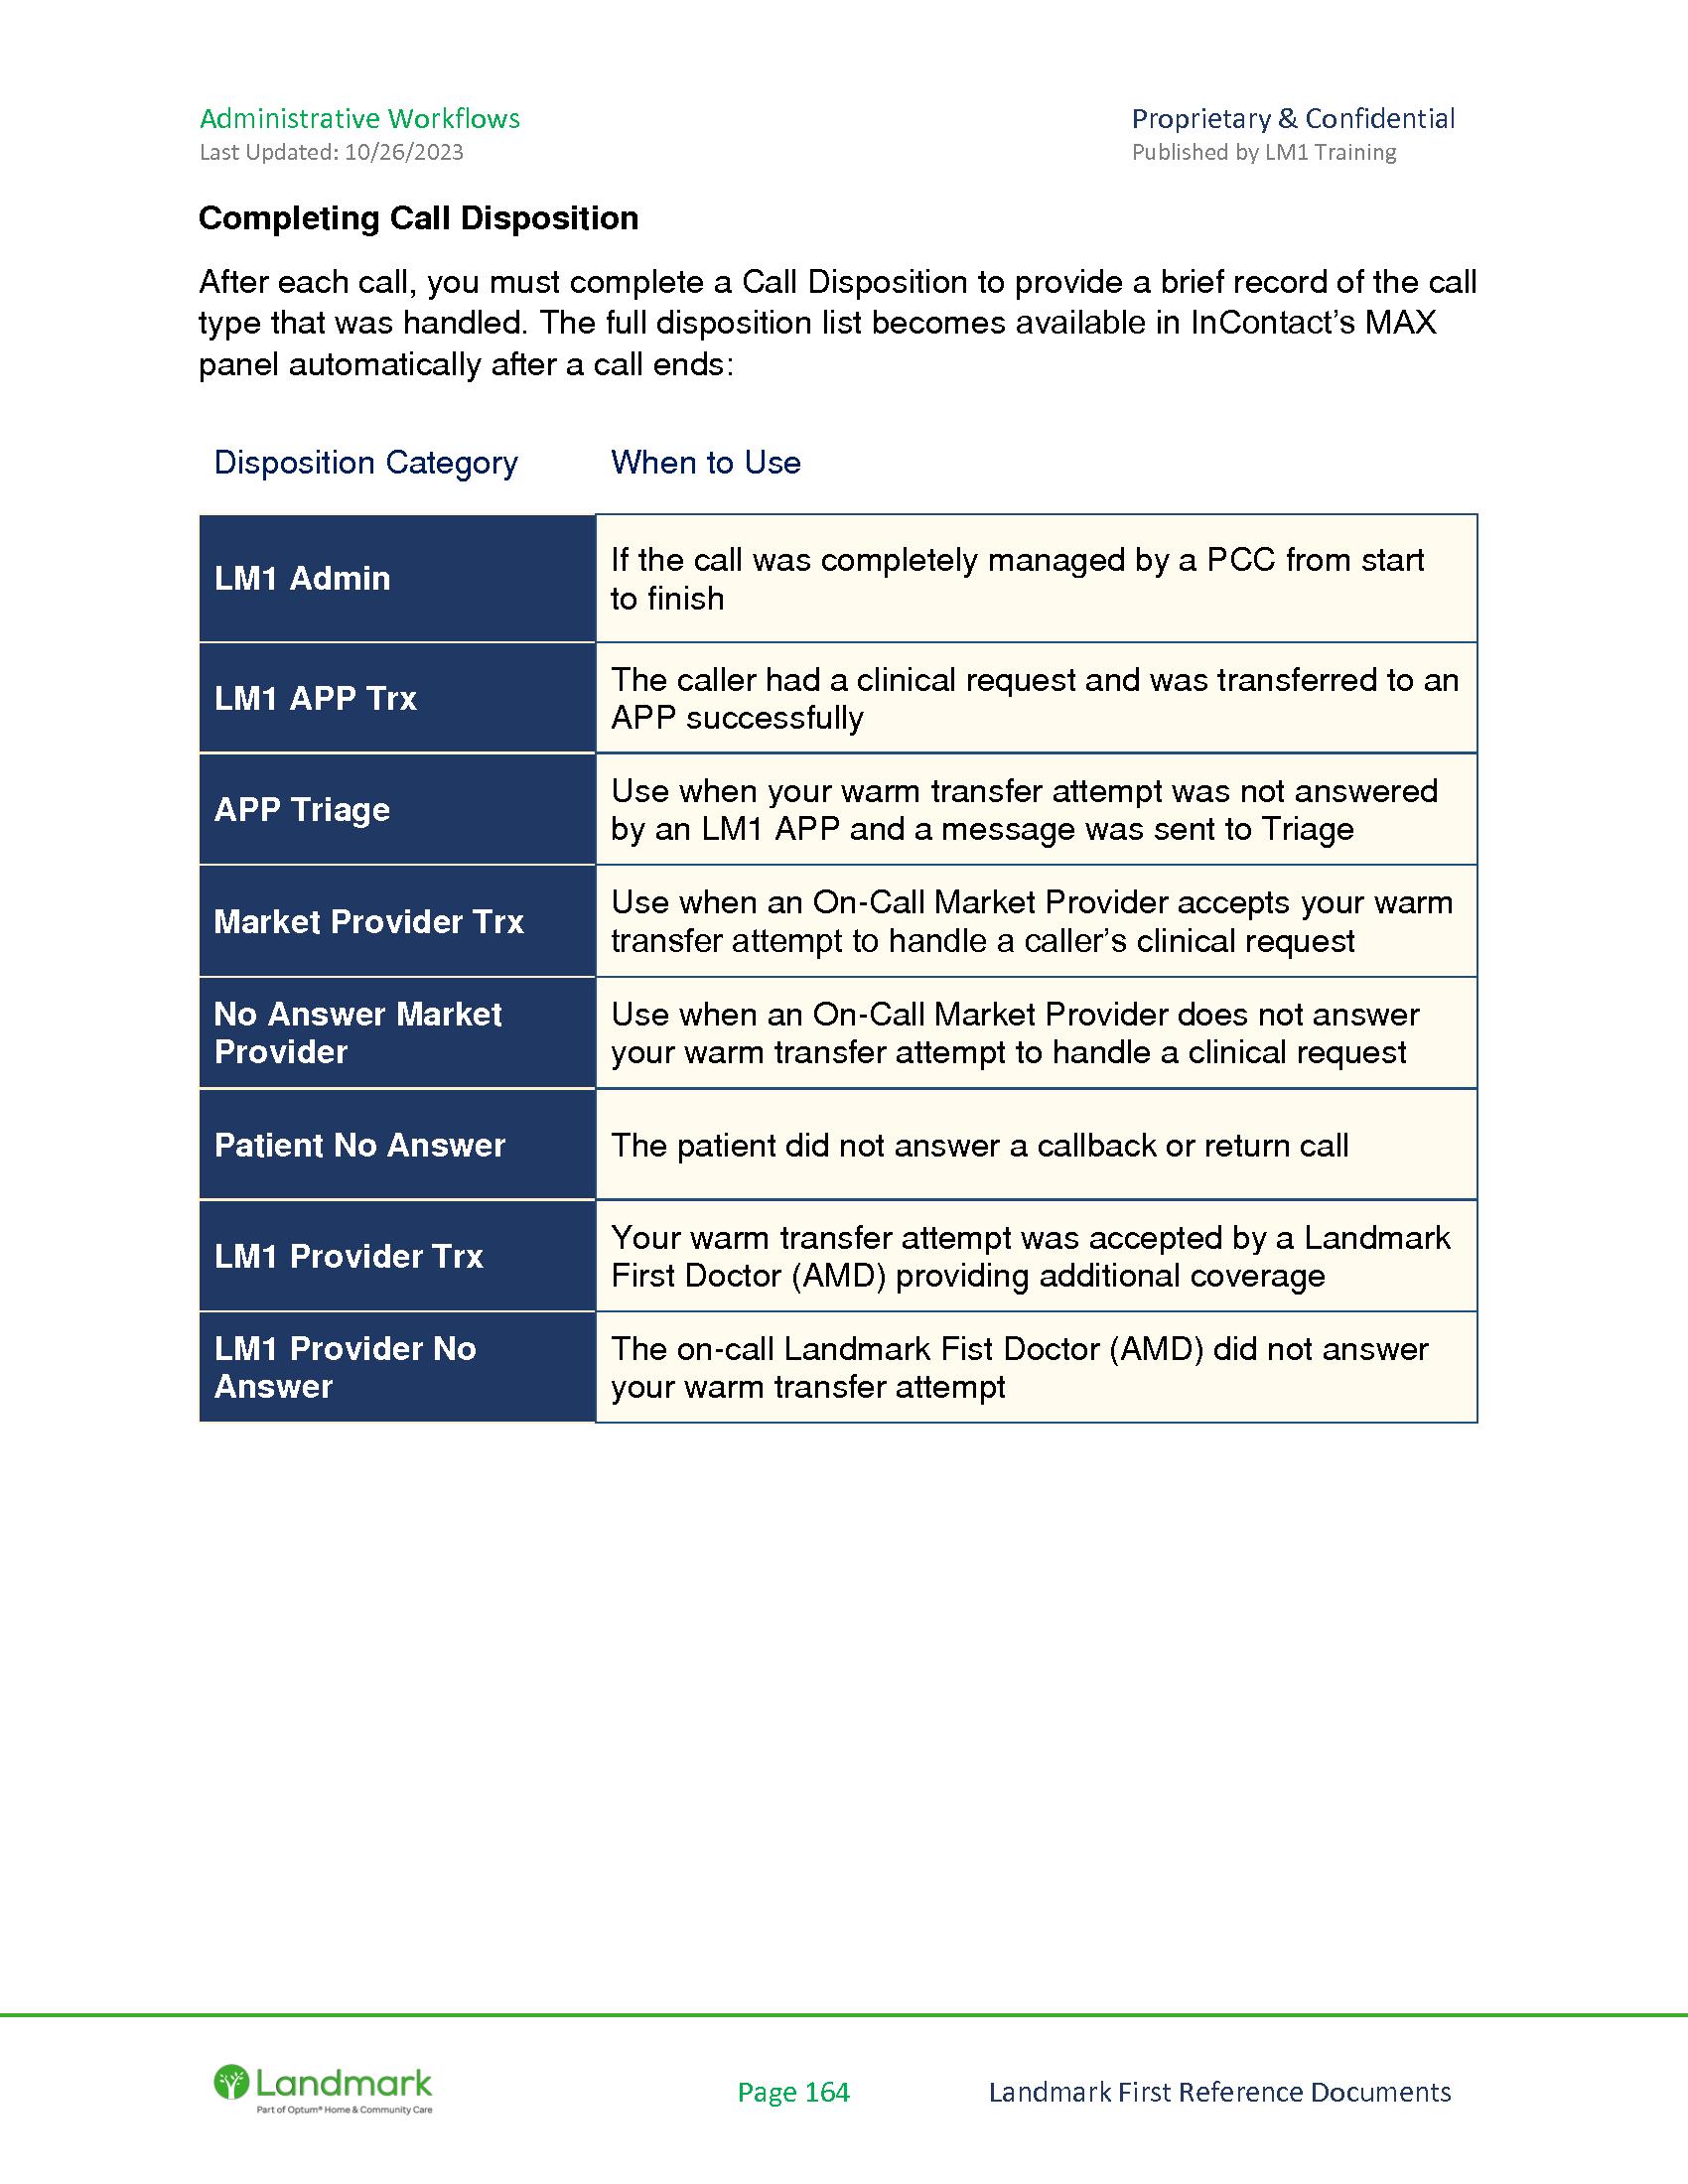 Administrative Workflows
Proprietary & Confidential
Last Updated: 10/26/2023
Published by LM1 Training
Completing Call Disposition
After each call, you must complete a Call Disposition to provide a brief record of the call
type that was handled. The full disposition list becomes available in InContact’s MAX
panel automatically after a call ends:
Disposition Category
When to Use
LM1 Admin
If the call was completely managed by a PCC from start
to finish
LM1 APP Trx
The caller had a clinical request and was transferred to an
APP successfully
APP Triage
Use when your warm transfer attempt was not answered
by an LM1 APP and a message was sent to Triage
Market Provider Trx
Use when an On-Call Market Provider accepts your warm
transfer attempt to handle a caller’s clinical request
No Answer Market
Provider
Use when an On-Call Market Provider does not answer
your warm transfer attempt to handle a clinical request
Patient No Answer
The patient did not answer a callback or return call
LM1 Provider Trx
Your warm transfer attempt was accepted by a Landmark
First Doctor (AMD) providing additional coverage
LM1 Provider No
Answer
The on-call Landmark Fist Doctor (AMD) did not answer
your warm transfer attempt
Landmark
Part of Optum® Home & Community Care
Page 164
Landmark First Reference Documents